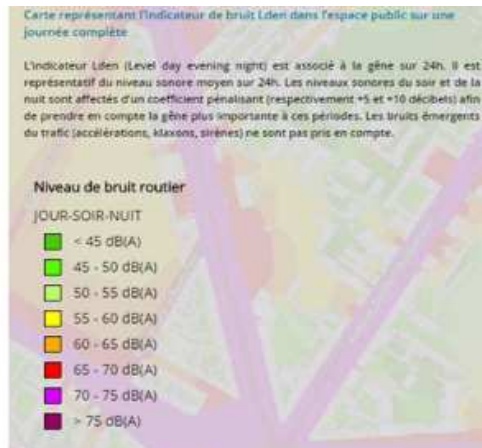 Carte représentant l'indicateur de bruit Lden dans l'espace public sur une
journée complète
L'indicateur Lden (Level day evening night) est associé à la gêne sur 24h. Il est
représentatif du niveau sonore moyen sur 24h. Les niveaux sonores du soir et de la
nuit sont affectés d'un coefficient pénalisant (respectivement +5 et +10 décibels) afin
de prendre en compte la gêne plus importante à ces périodes. Les bruits émergents
du trafic (accélérations, klaxons, sirènes) ne sont pas pris en compte.
Niveau de bruit routier
JOUR-SOIR-NUIT
< 45 dB(A)
45 - 50 dB(A)
50 - 55 dB(A)
55 - 60 dB(A)
60 - 65 dB(A)
65 - 70 dB(A)
70 - 75 dB(A)
> 75 dB(A)